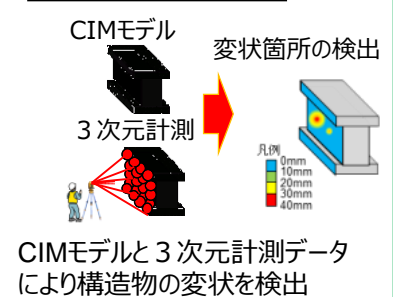 CIMモデル
変状箇所の検出
３次元計測
凡例
0mm
10mm
20mm
30mm
40mm
CIMモデルと３次元計測データ
により構造物の変状を検出